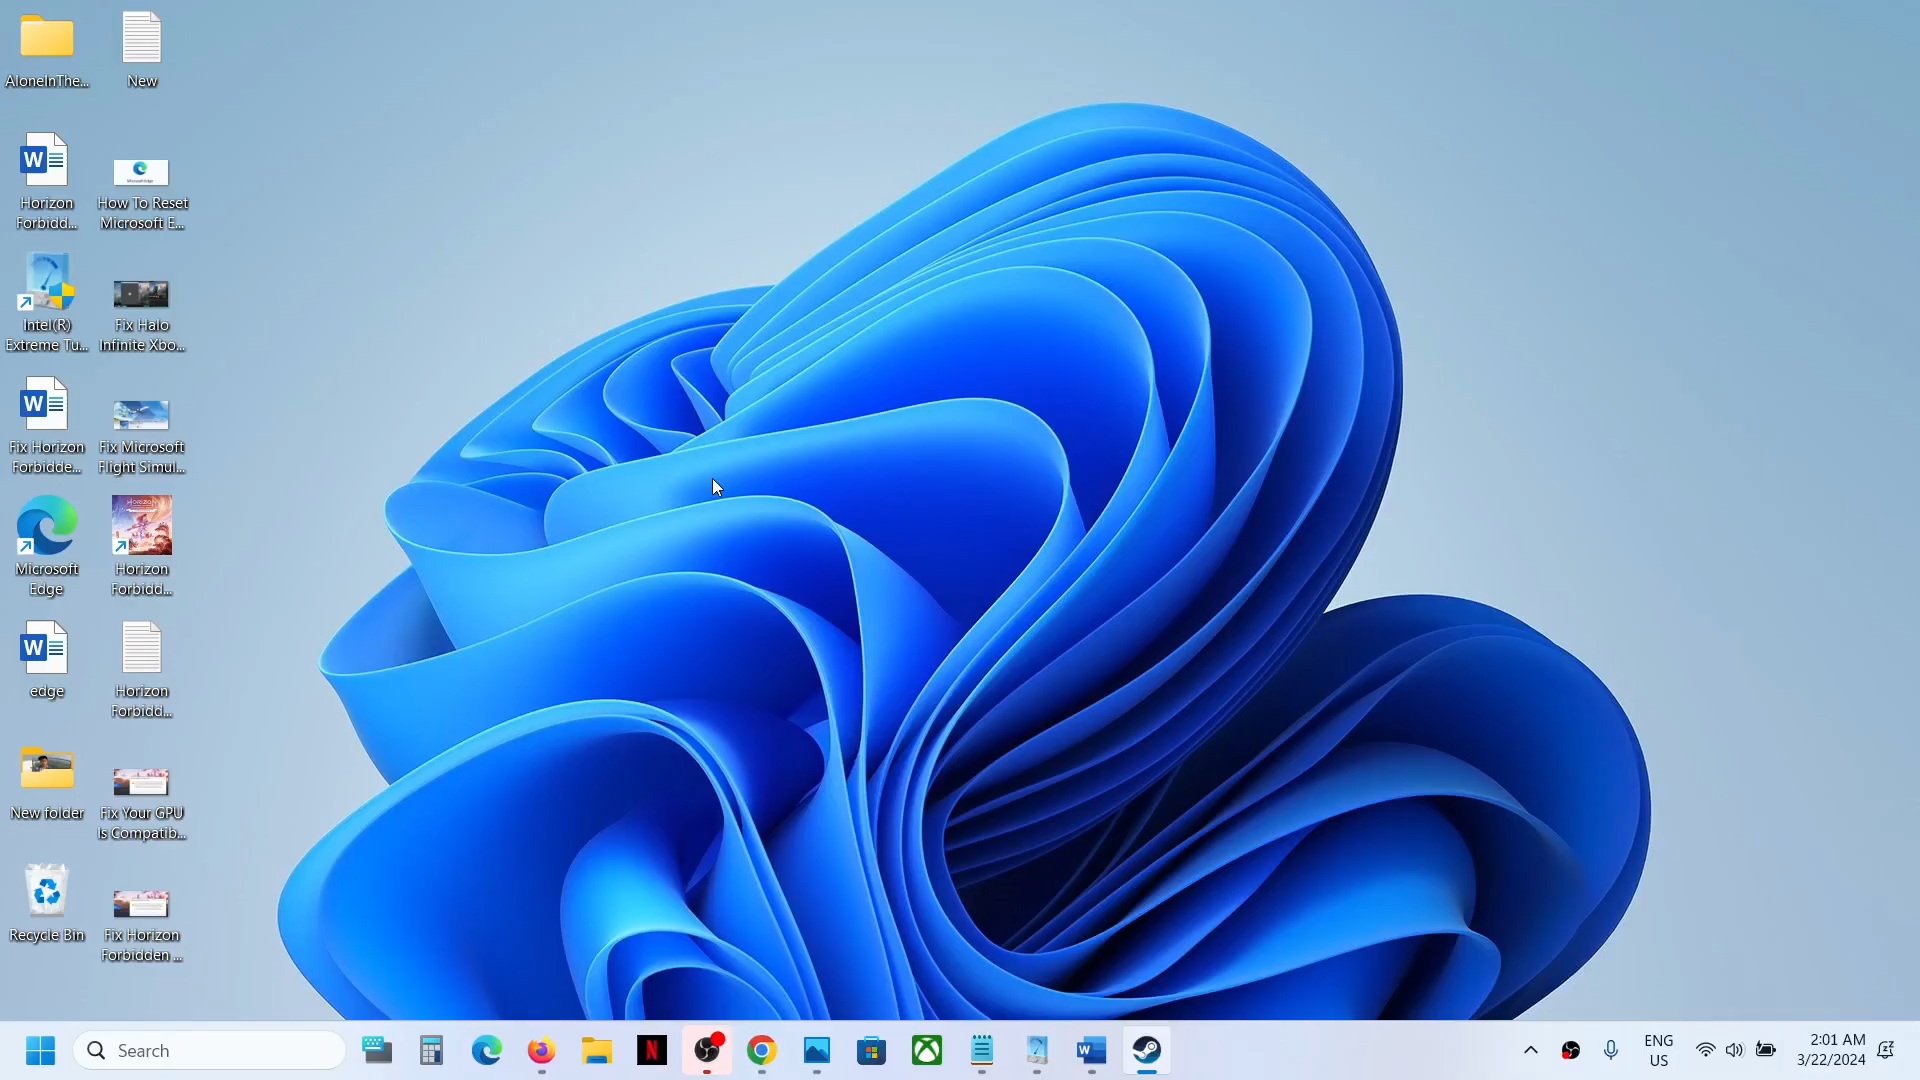 AloneInThe...
New
Horizon
Forbidd...
How To Reset
Microsoft E...
Intel(R)
Extreme Tu...
Fix Halo
Infinite Xbo...
Fix Horizon
Forbidde...
Fix Microsoft
Flight Simul...
Microsoft
Edge
Horizon
Forbidd...
edge
Horizon
Forbidd...
New folder
Fix Your GPU
Is Compatib...
Recycle Bin
Fix Horizon
Forbidden ...
Search
ENG
US
2:01 AM
3/22/2024